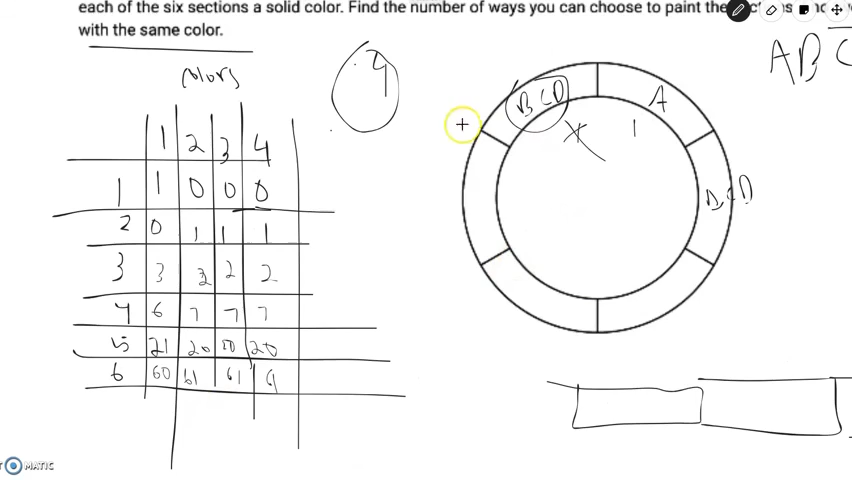 each of the six sections a solid color. Find the number of ways you can choose to paint the
with the same color.
colors
9
A B C
BCD
A
1
B, C D
1 2 3 4
1 1 0 0 0
2 0 1 1 1
3 3 2 2 2
4 6 7 7 7
5 21 20 20 20
6 60 61 61 61
MATIC